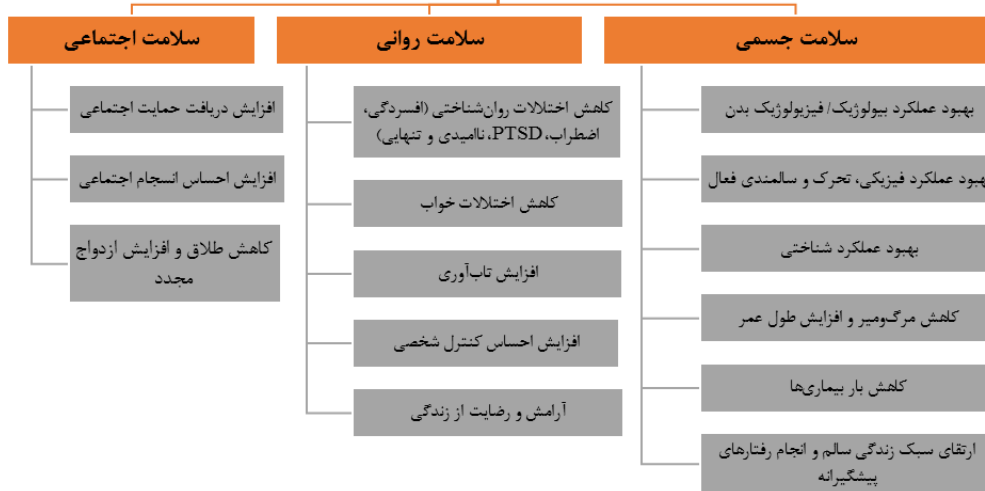 سلامت جسمی
بهبود عملکرد بیولوژیک/ فیزیولوژیک بدن
بهبود عملکرد فیزیکی، تحرک و سالمندی فعال
بهبود عملکرد شناختی
کاهش مرگ‌ومیر و افزایش طول عمر
کاهش بار بیماری‌ها
ارتقای سبک زندگی سالم و انجام رفتارهای
پیشگیرانه
سلامت روانی
کاهش اختلالات روان‌شناختی (افسردگی،
اضطراب، PTSD، ناامیدی و تنهایی)
کاهش اختلالات خواب
افزایش تاب‌آوری
افزایش احساس کنترل شخصی
آرامش و رضایت از زندگی
سلامت اجتماعی
افزایش دریافت حمایت اجتماعی
افزایش احساس انسجام اجتماعی
کاهش طلاق و افزایش ازدواج
مجدد